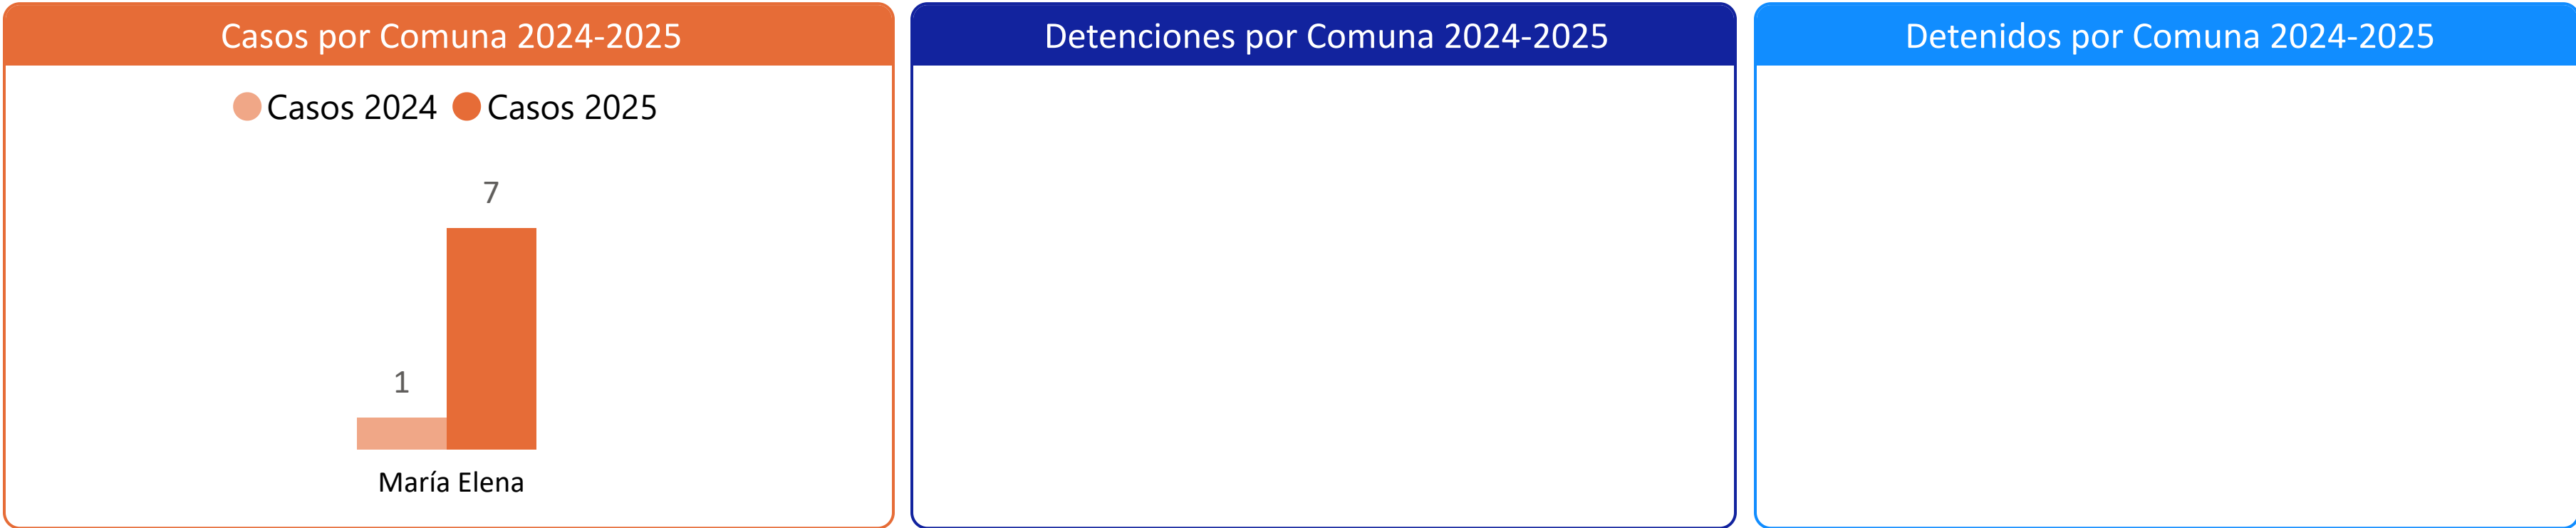 Casos por Comuna 2024-2025
Casos 2024 Casos 2025
7
1
María Elena
Detenciones por Comuna 2024-2025
Detenidos por Comuna 2024-2025